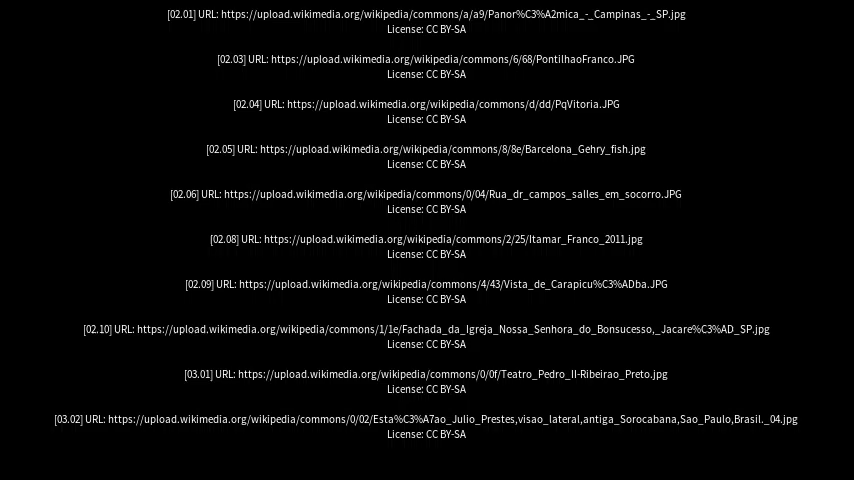 [02.01] URL: https://upload.wikimedia.org/wikipedia/commons/a/a9/Panor%C3%A2mica_-_Campinas_-_SP.jpg
License: CC BY-SA
[02.03] URL: https://upload.wikimedia.org/wikipedia/commons/6/68/PontilhaoFranco.JPG
License: CC BY-SA
[02.04] URL: https://upload.wikimedia.org/wikipedia/commons/d/dd/PqVitoria.JPG
License: CC BY-SA
[02.05] URL: https://upload.wikimedia.org/wikipedia/commons/8/8e/Barcelona_Gehry_fish.jpg
License: CC BY-SA
[02.06] URL: https://upload.wikimedia.org/wikipedia/commons/0/04/Rua_dr_campos_salles_em_socorro.JPG
License: CC BY-SA
[02.08] URL: https://upload.wikimedia.org/wikipedia/commons/2/25/Itamar_Franco_2011.jpg
License: CC BY-SA
[02.09] URL: https://upload.wikimedia.org/wikipedia/commons/4/43/Vista_de_Carapicu%C3%ADba.JPG
License: CC BY-SA
[02.10] URL: https://upload.wikimedia.org/wikipedia/commons/1/1e/Fachada_da_Igreja_Nossa_Senhora_do_Bonsucesso,_Jacare%C3%AD_SP.jpg
License: CC BY-SA
[03.01] URL: https://upload.wikimedia.org/wikipedia/commons/0/0f/Teatro_Pedro_II-Ribeirao_Preto.jpg
License: CC BY-SA
[03.02] URL: https://upload.wikimedia.org/wikipedia/commons/0/02/Esta%C3%A7ao_Julio_Prestes,visao_lateral,antiga_Sorocabana,Sao_Paulo,Brasil._04.jpg
License: CC BY-SA